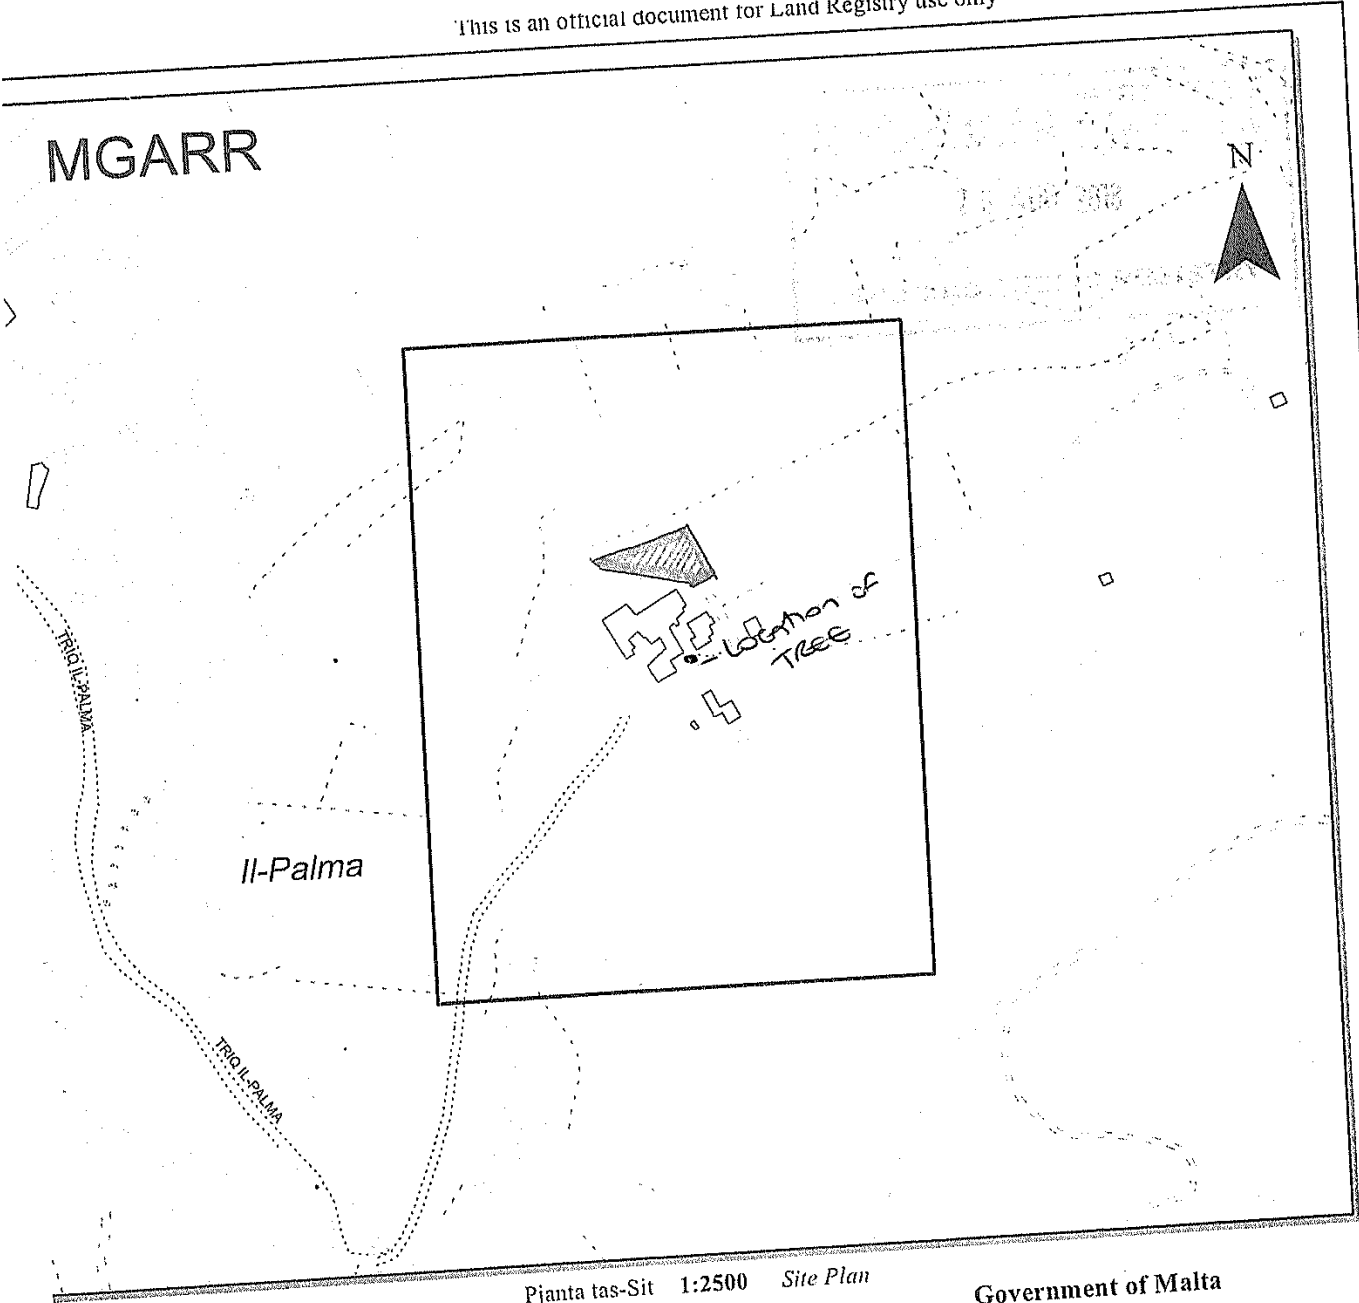 This is an official document for Land Registry use only
MGARR
N
LOCATION OF
TREE
TRIQ IL-PALMA
Il-Palma
TRIQ IL-PALMA
Pjanta tas-Sit 1:2500 Site Plan
Government of Malta